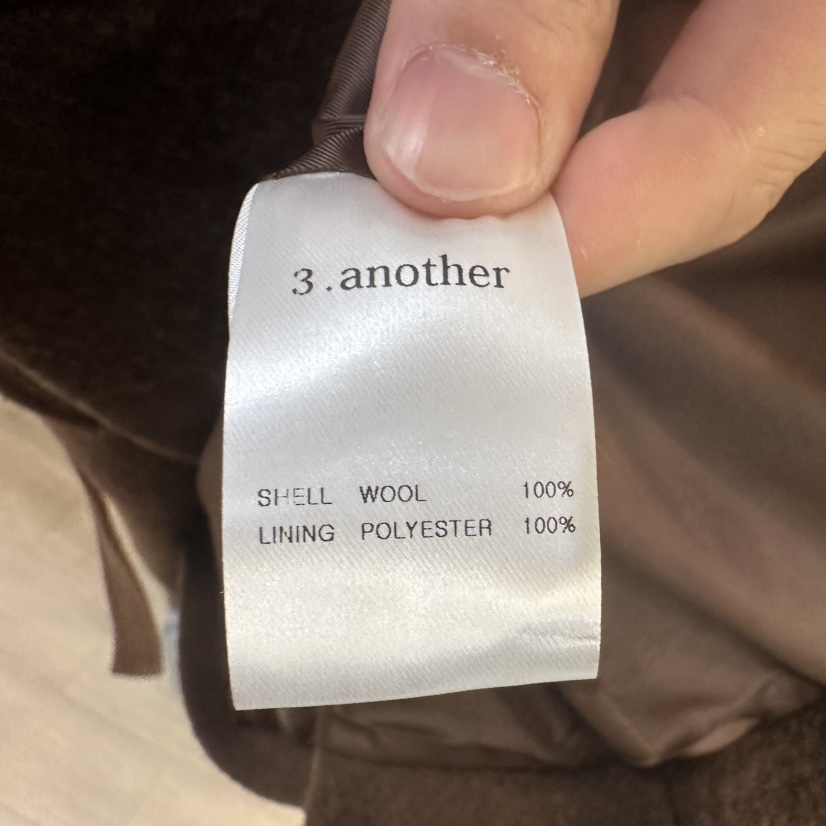 3.another
SHELL WOOL 100%
LINING POLYESTER 100%